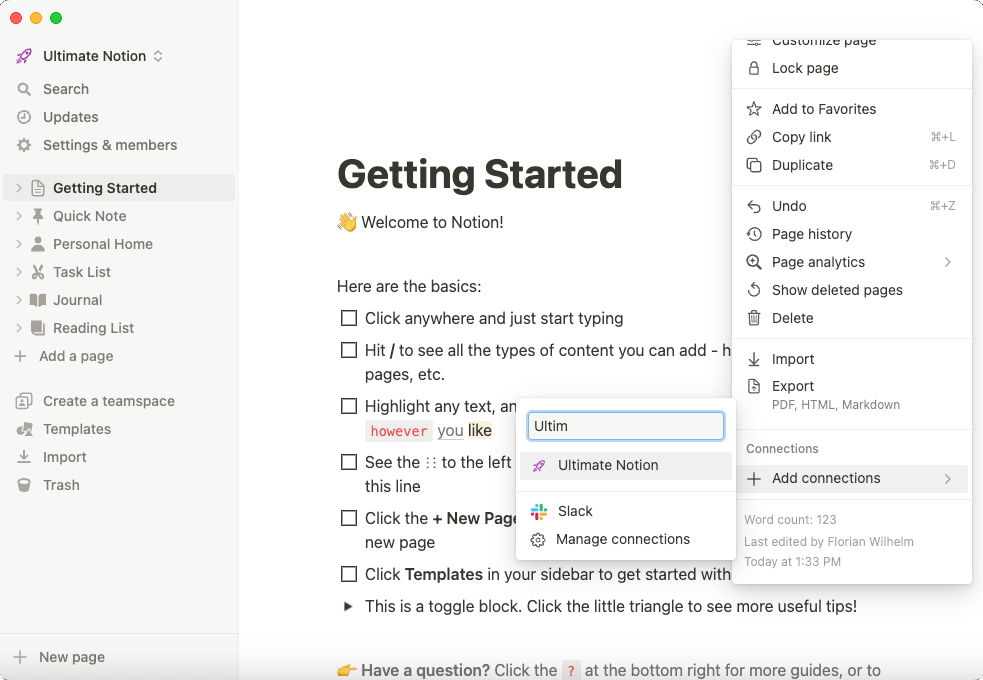 Ultimate Notion
Search
Updates
Settings & members
Getting Started
Quick Note
Personal Home
Task List
Journal
Reading List
Add a page
Create a teamspace
Templates
Import
Trash
New page
Getting Started
👋 Welcome to Notion!
Here are the basics:
Click anywhere and just start typing
Hit / to see all the types of content you can add - h
pages, etc.
Highlight any text, an
however you like
See the ⋮⋮ to the left
this line
Click the + New Page
new page
Click Templates in your sidebar to get started with
This is a toggle block. Click the little triangle to see more useful tips!
👉 Have a question? Click the ? at the bottom right for more guides, or to
Ultim
Ultimate Notion
Slack
Manage connections
Customize page
Lock page
Add to Favorites
Copy link ⌘+L
Duplicate ⌘+D
Undo ⌘+Z
Page history
Page analytics
Show deleted pages
Delete
Import
Export
PDF, HTML, Markdown
Connections
Add connections
Word count: 123
Last edited by Florian Wilhelm
Today at 1:33 PM